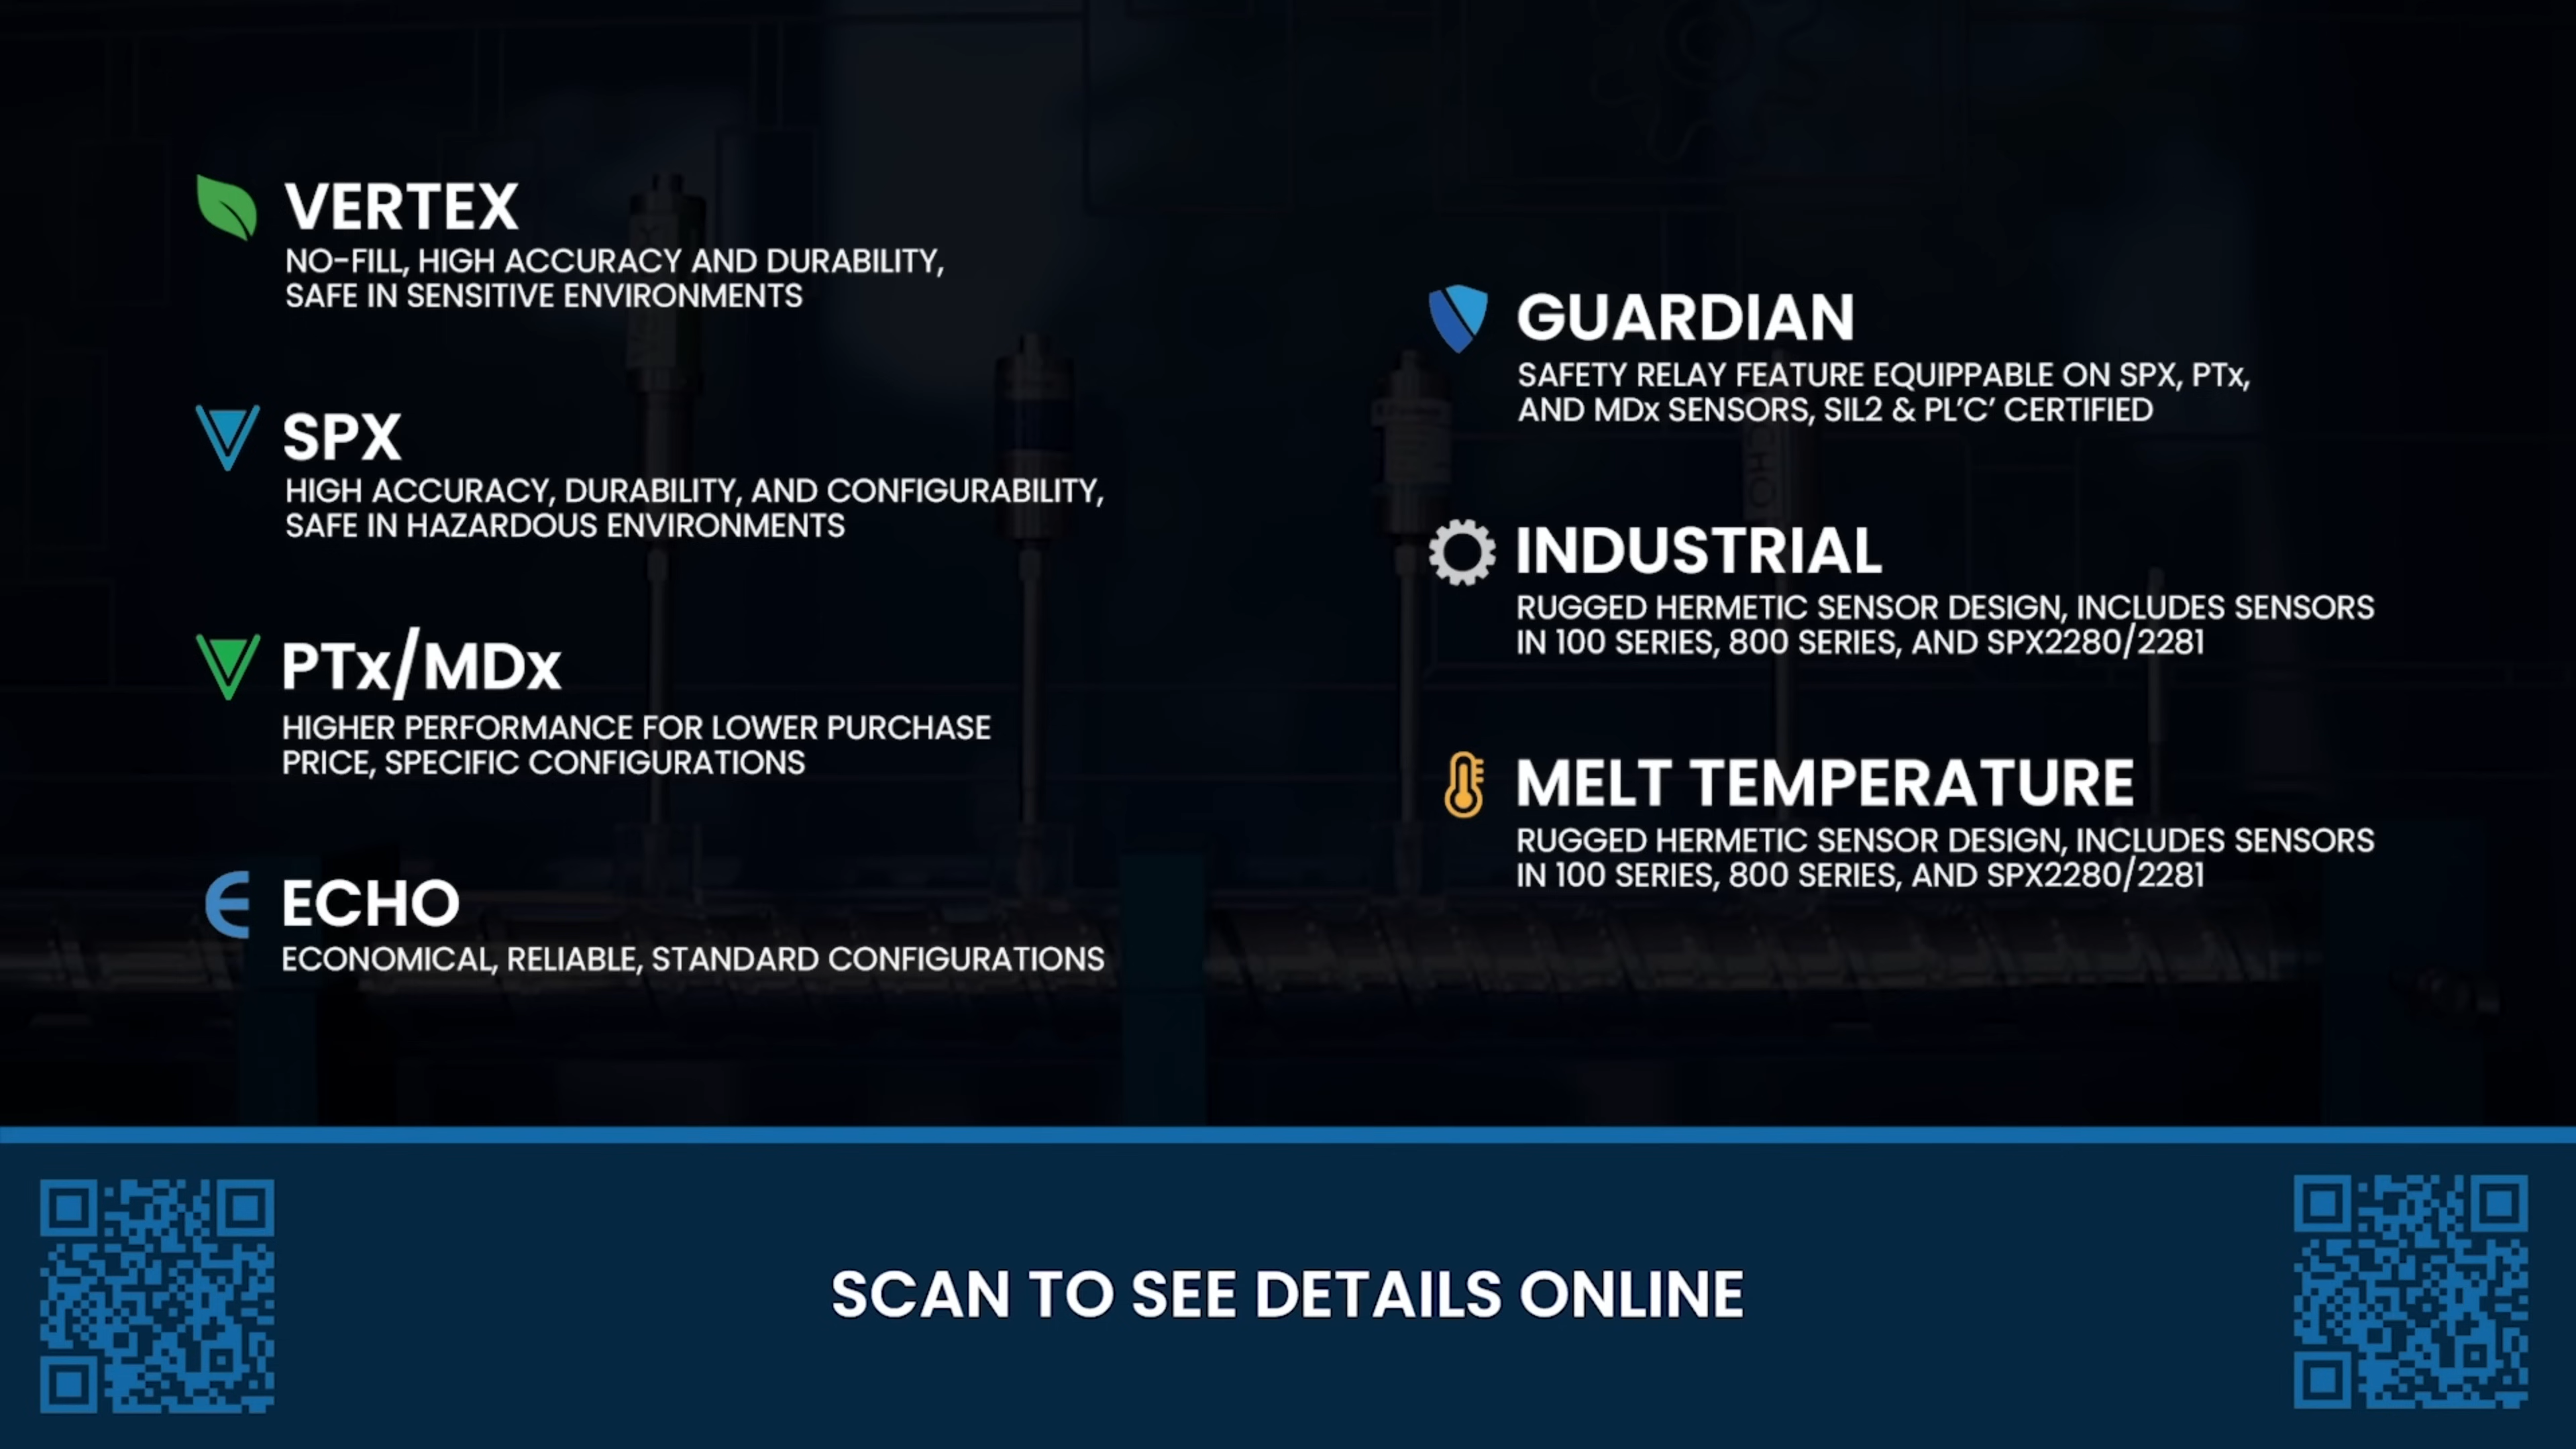 VERTEX
NO-FILL, HIGH ACCURACY AND DURABILITY,
SAFE IN SENSITIVE ENVIRONMENTS
SPX
HIGH ACCURACY, DURABILITY, AND CONFIGURABILITY,
SAFE IN HAZARDOUS ENVIRONMENTS
PTx/MDx
HIGHER PERFORMANCE FOR LOWER PURCHASE
PRICE, SPECIFIC CONFIGURATIONS
ECHO
ECONOMICAL, RELIABLE, STANDARD CONFIGURATIONS
GUARDIAN
SAFETY RELAY FEATURE EQUIPPABLE ON SPX, PTx,
AND MDx SENSORS, SIL2 & PL'C' CERTIFIED
INDUSTRIAL
RUGGED HERMETIC SENSOR DESIGN, INCLUDES SENSORS
IN 100 SERIES, 800 SERIES, AND SPX2280/2281
MELT TEMPERATURE
RUGGED HERMETIC SENSOR DESIGN, INCLUDES SENSORS
IN 100 SERIES, 800 SERIES, AND SPX2280/2281
SCAN TO SEE DETAILS ONLINE